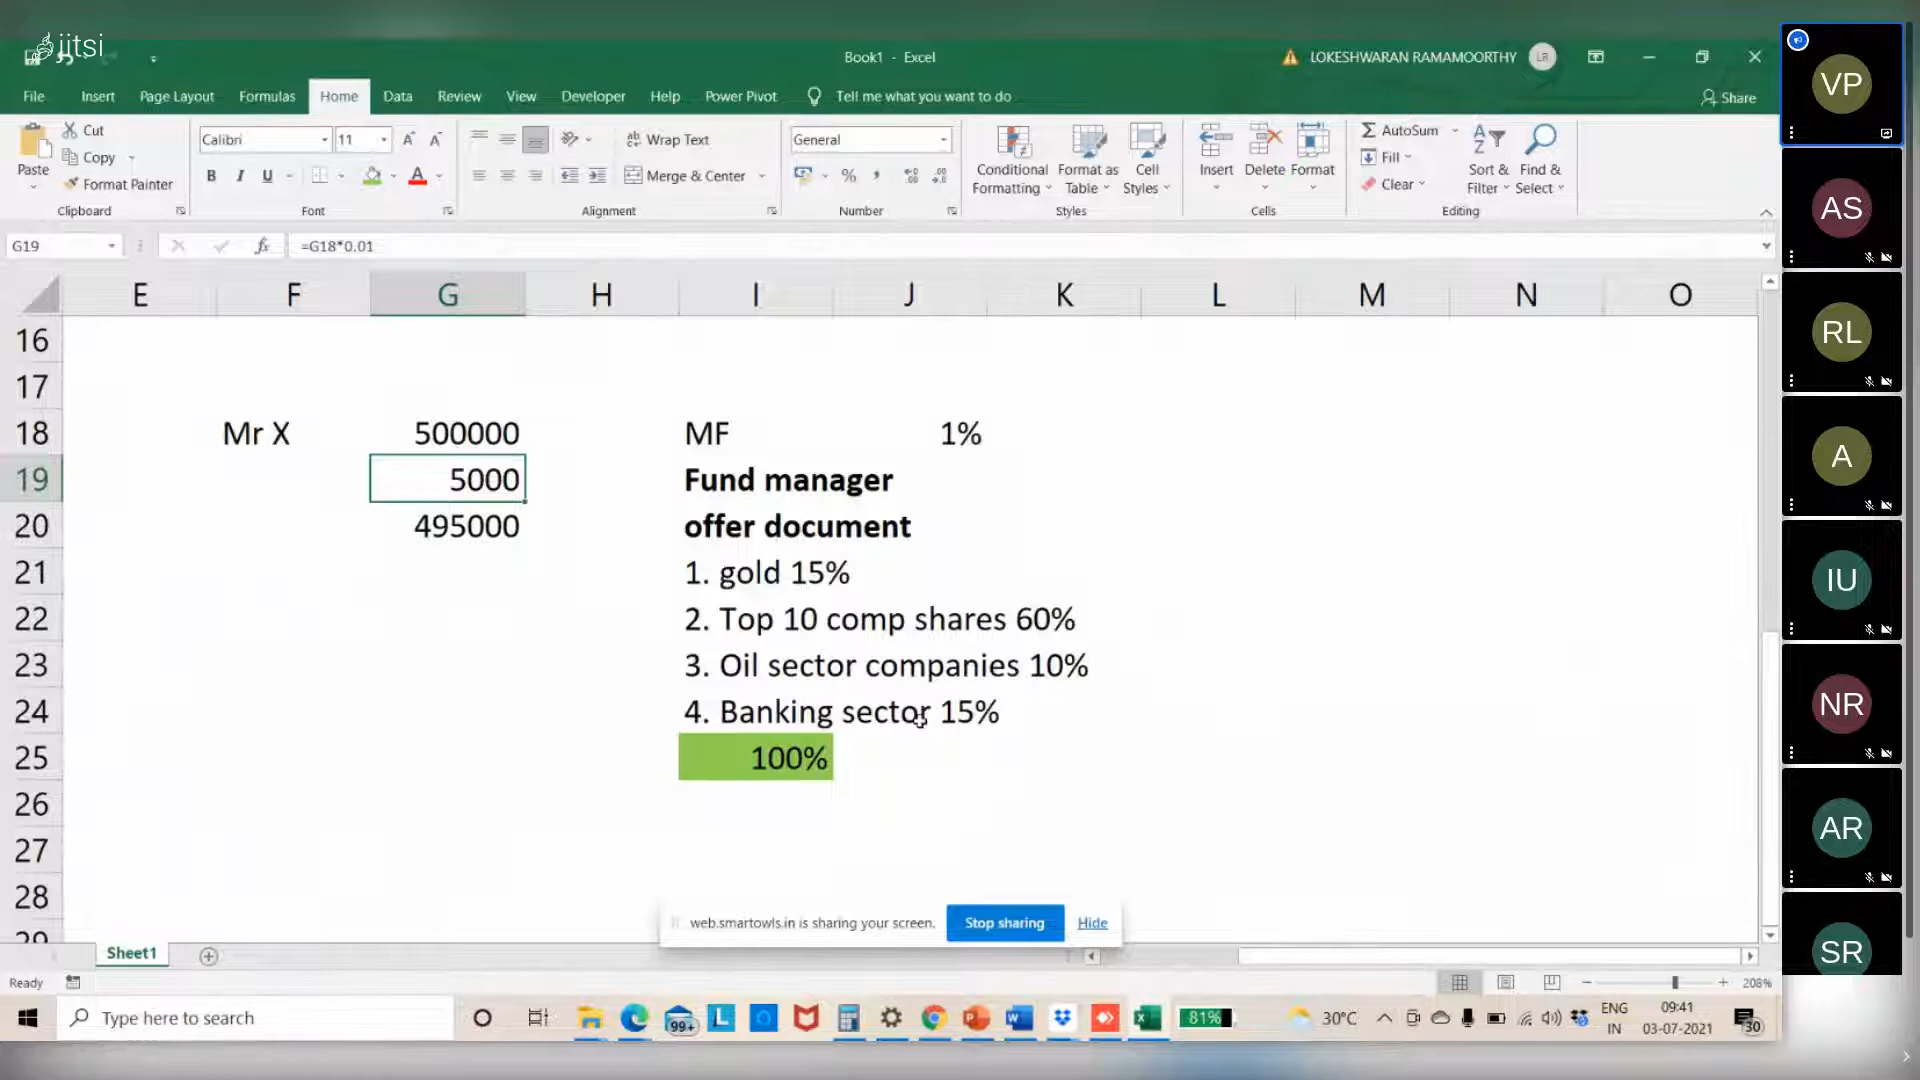 jitsi
Book1 - Excel
LOKESHWARAN RAMAMOORTHY LR
File Insert Page Layout Formulas Home Data Review View Developer Help Power Pivot Tell me what you want to do Share
Paste Cut
Copy
Format Painter
Clipboard
Calibri 11 A A
B I U A
Font
Wrap Text
Merge & Center
Alignment
General
%
Number
Conditional Formatting
Format as Table
Cell Styles
Styles
Insert Delete Format
Cells
AutoSum
Fill
Clear
Sort & Filter
Find & Select
Editing
G19 fx =G18*0.01
E F G H I J K L M N O
16
17
18 Mr X 500000 MF 1%
19 5000 Fund manager
20 495000 offer document
21 1. gold 15%
22 2. Top 10 comp shares 60%
23 3. Oil sector companies 10%
24 4. Banking sector 15%
25 100%
26
27
28
29
web.smartowls.in is sharing your screen. Stop sharing Hide
Sheet1
Ready 208%
Type here to search 99+ 81% 30°C ENG IN 09:41 03-07-2021 30
VP
AS
RL
A
IU
NR
AR
SR